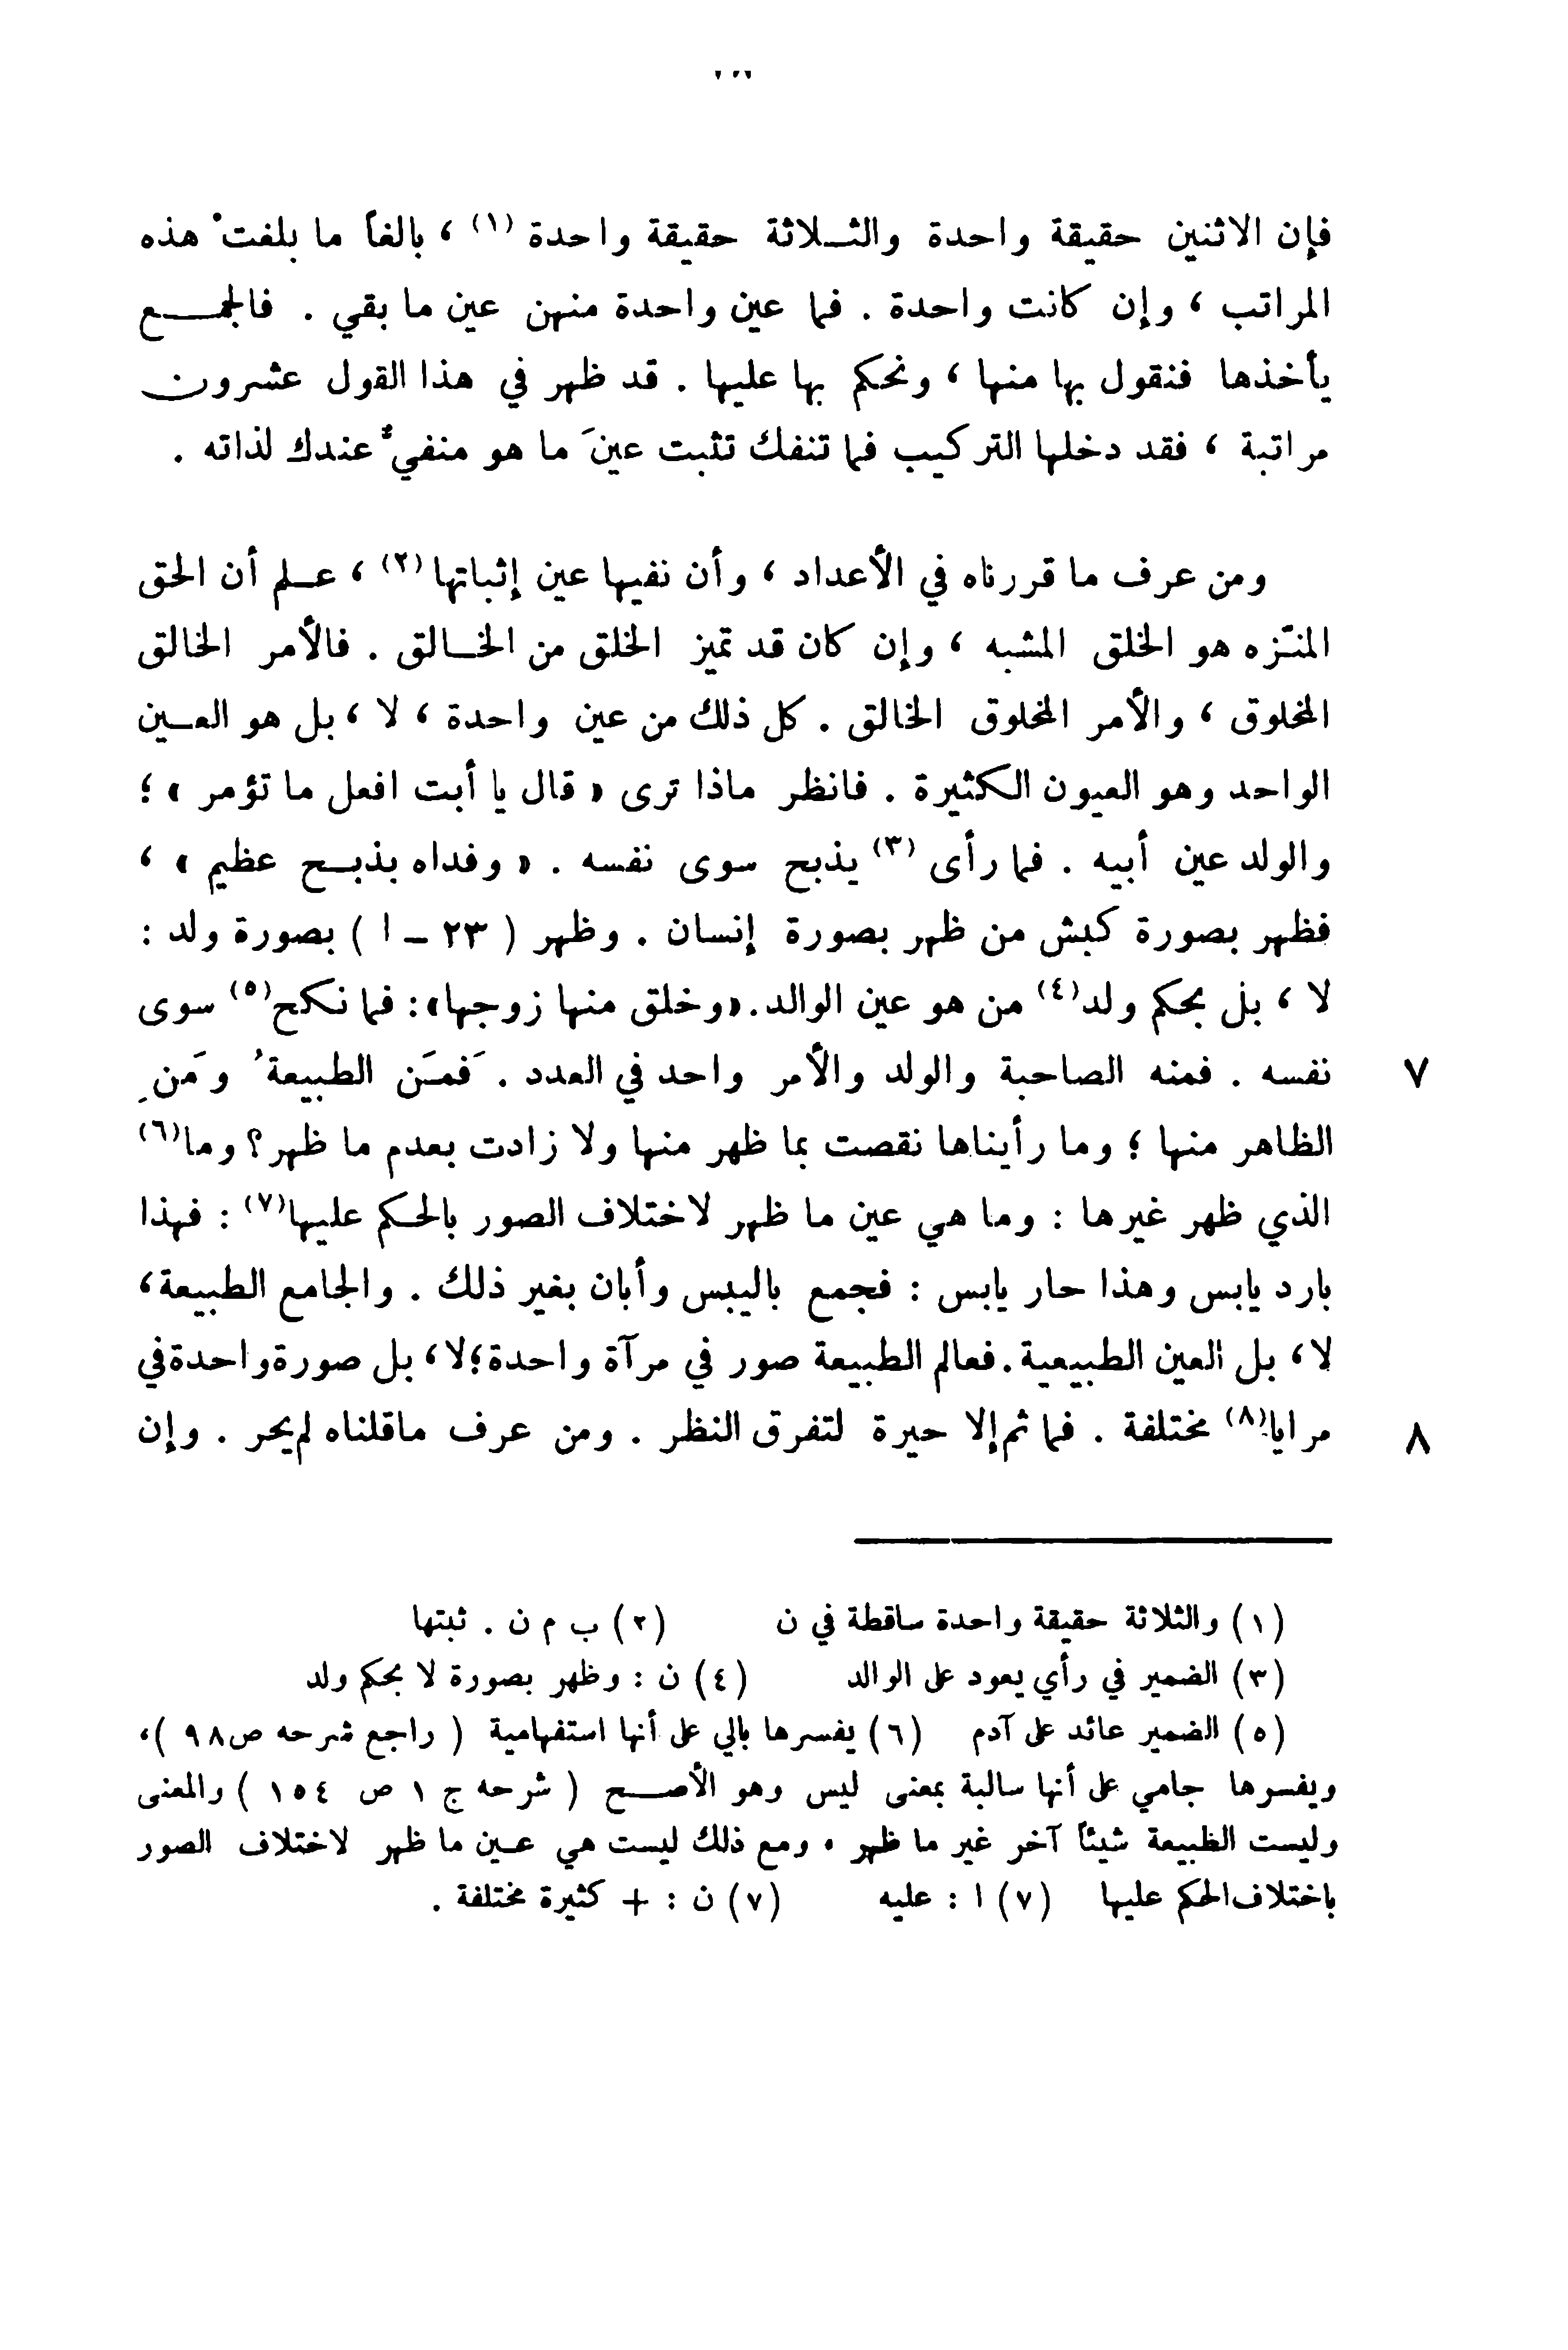 فإن الاثنين حقيقة واحدة والثلاثة حقيقة واحدة (١) ، بالغاً ما بلغتْ هذه
المراتب ، وإن كانت واحدة . فما عين واحدة منهن عين ما بقي . فالجمع
يأخذها فنقول بها منها ، ونحكم بها عليها . قد ظهر في هذا القول عشرون
مراتبة ، فقد دخلها التركيب فما تنفك تثبت عينَ ما هو منفيٌ عندك لذاته .
ومن عرف ما قررناه في الأعداد ، وأن نفيها عين إثباتها (٢) ، علم أن الحق
المنزَّه هو الخلق المشبه ، وإن كان قد تميز الخلق من الخالق . فالأمر الخالق
المخلوق ، والأمر المخلوق الخالق . كل ذلك من عين واحدة ، لا ، بل هو العين
الواحد وهو العيون الكثيرة . فانظر ماذا ترى « قال يا أبت افعل ما تؤمر » ؛
والولد عين أبيه . فما رأى (٣) يذبح سوى نفسه . « وفداه بذبح عظيم » ،
فظهر بصورة كبش من ظهر بصورة إنسان . وظهر ( ٢٣ – ا ) بصورة ولد :
لا ، بل بحكم ولد (٤) من هو عين الوالد . «وخلق منها زوجها» : فما نكح (٥) سوى
٧ نفسه . فمنه الصاحبة والولد والأمر واحد في العدد . فَمَن الطبيعةُ ومَنِ
الظاهر منها ؛ وما رأيناها نقصت بما ظهر منها ولا زادت بعدم ما ظهر ؟ وما (٦)
الذي ظهر غيرها : وما هي عين ما ظهر لاختلاف الصور بالحكم عليها (٧) : فهذا
بارد يابس وهذا حار يابس : فجمع باليبس وأبان بغير ذلك . والجامع الطبيعة ،
لا ، بل العين الطبيعية . فعالم الطبيعة صور في مرآة واحدة ؛ لا ، بل صورة واحدة في
٨ مرايا (٨) مختلفة . فما ثم إلا حيرة لتفرق النظر . ومن عرف ما قلناه لم يحر . وإن
(١) والثلاثة حقيقة واحدة ساقطة في ن (٢) ب م ن . ثبتها
(٣) الضمير في رأي يعود على الوالد (٤) ن : وظهر بصورة لا بحكم ولد
(٥) الضمير عائد على آدم (٦) يفسرها بالي على أنها استفهامية ( راجع شرحه ص ٩٨ )،
ويفسرها جامي على أنها سالبة بمعنى ليس وهو الأصح ( شرحه ج ١ ص ١٥٤ ) والمعنى
وليست الطبيعة شيئاً آخر غير ما ظهر ، ومع ذلك ليست هي عين ما ظهر لاختلاف الصور
باختلاف الحكم عليها (٧) ا : عليه (٧) ن : + كثيرة مختلفة .